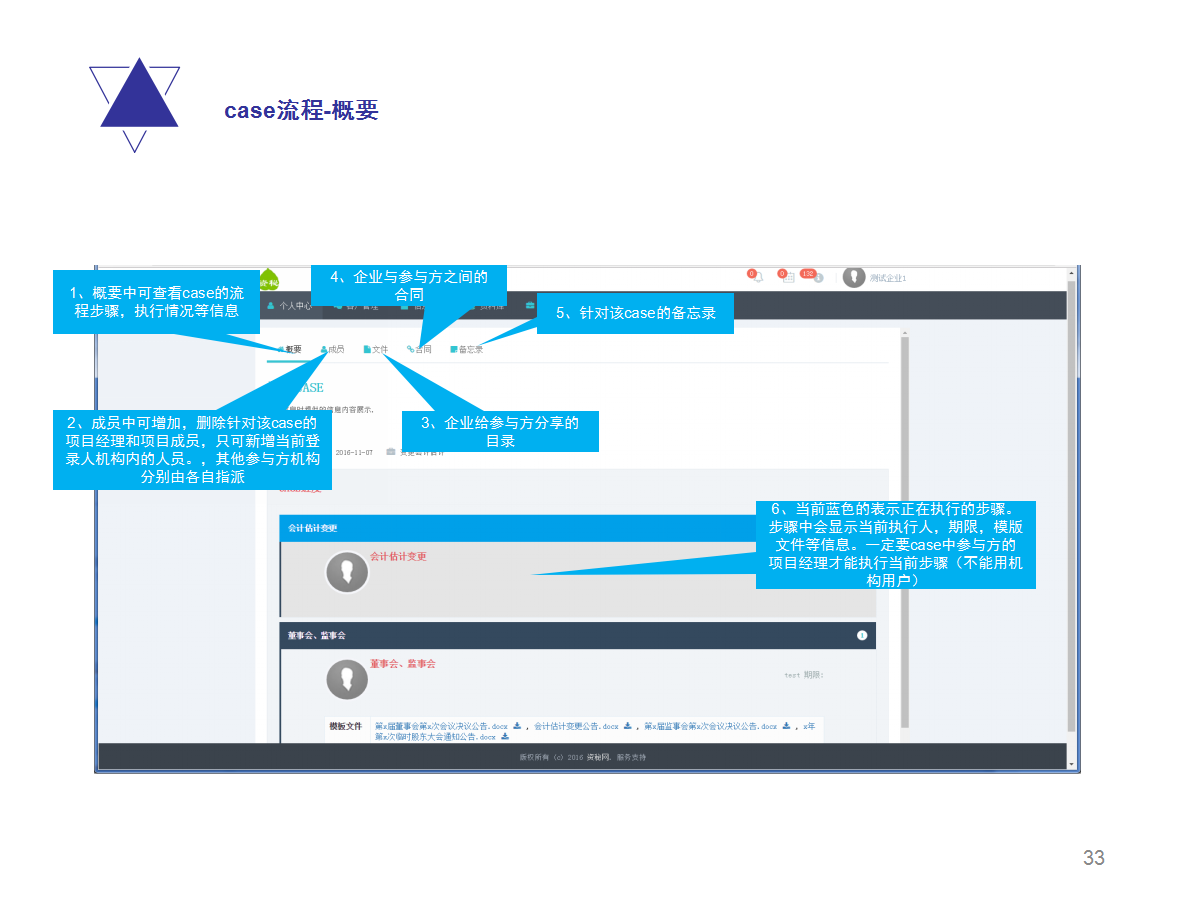 case流程-概要
0
0
132
测试企业1
个人中心
1、概要中可查看case的流
程步骤，执行情况等信息
4、企业与参与方之间的
合同
5、针对该case的备忘录
概要
成员
文件
合同
备忘录
2、成员中可增加，删除针对该case的
项目经理和项目成员，只可新增当前登
录人机构内的人员。，其他参与方机构
分别由各自指派
3、企业给参与方分享的
目录
2016-11-07
会计估计变更
会计估计变更
6、当前蓝色的表示正在执行的步骤。
步骤中会显示当前执行人，期限，模版
文件等信息。一定要case中参与方的
项目经理才能执行当前步骤（不能用机
构用户）
董事会、监事会
1
董事会、监事会
test 期限:
模板文件
第x届董事会第x次会议决议公告.docx ，会计估计变更公告.docx ，第x届监事会第x次会议决议公告.docx ，x年
第x次临时股东大会通知公告.docx
版权所有 (c) 2016 资秘网. 服务支持
33